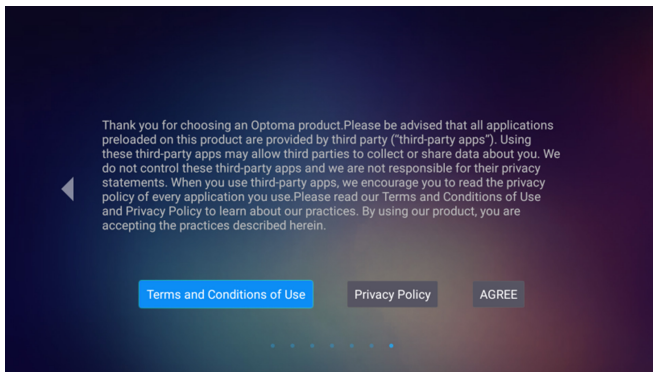 Thank you for choosing an Optoma product.Please be advised that all applications
preloaded on this product are provided by third party (“third-party apps”). Using
these third-party apps may allow third parties to collect or share data about you. We
do not control these third-party apps and we are not responsible for their privacy
statements. When you use third-party apps, we encourage you to read the privacy
policy of every application you use.Please read our Terms and Conditions of Use
and Privacy Policy to learn about our practices. By using our product, you are
accepting the practices described herein.
Terms and Conditions of Use
Privacy Policy
AGREE